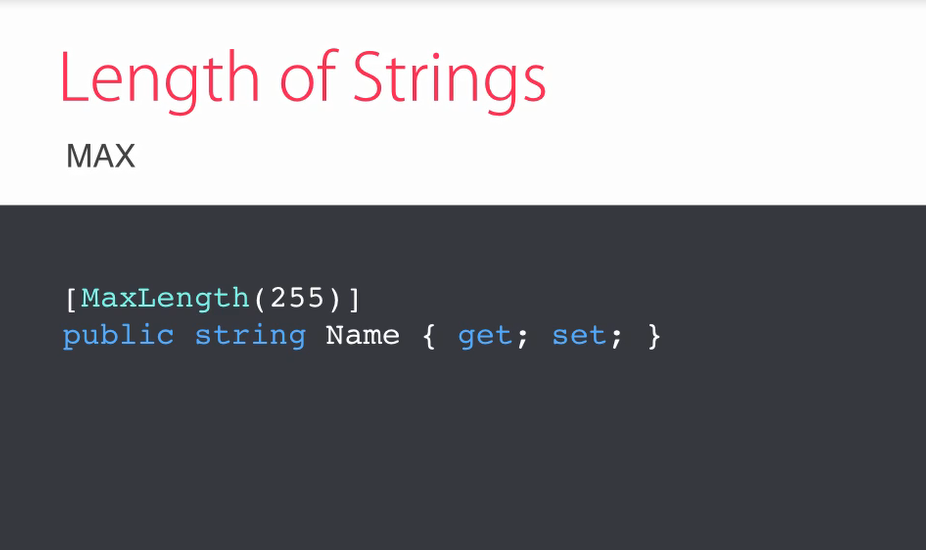 Length of Strings
MAX
[MaxLength(255)]
public string Name { get; set; }